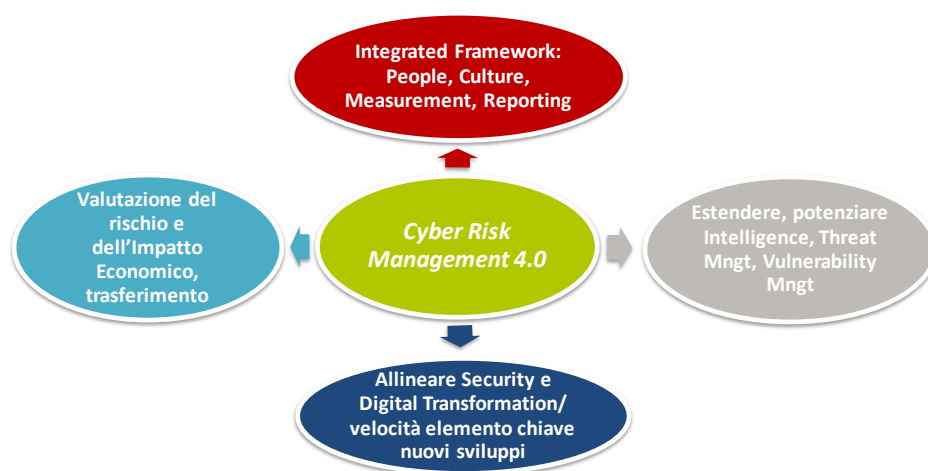 Integrated Framework:
People, Culture,
Measurement, Reporting
Valutazione del
rischio e
dell’Impatto
Economico,
trasferimento
Cyber Risk
Management 4.0
Estendere, potenziare
Intelligence, Threat
Mngt, Vulnerability
Mngt
Allineare Security e
Digital Transformation/
velocità elemento chiave
nuovi sviluppi